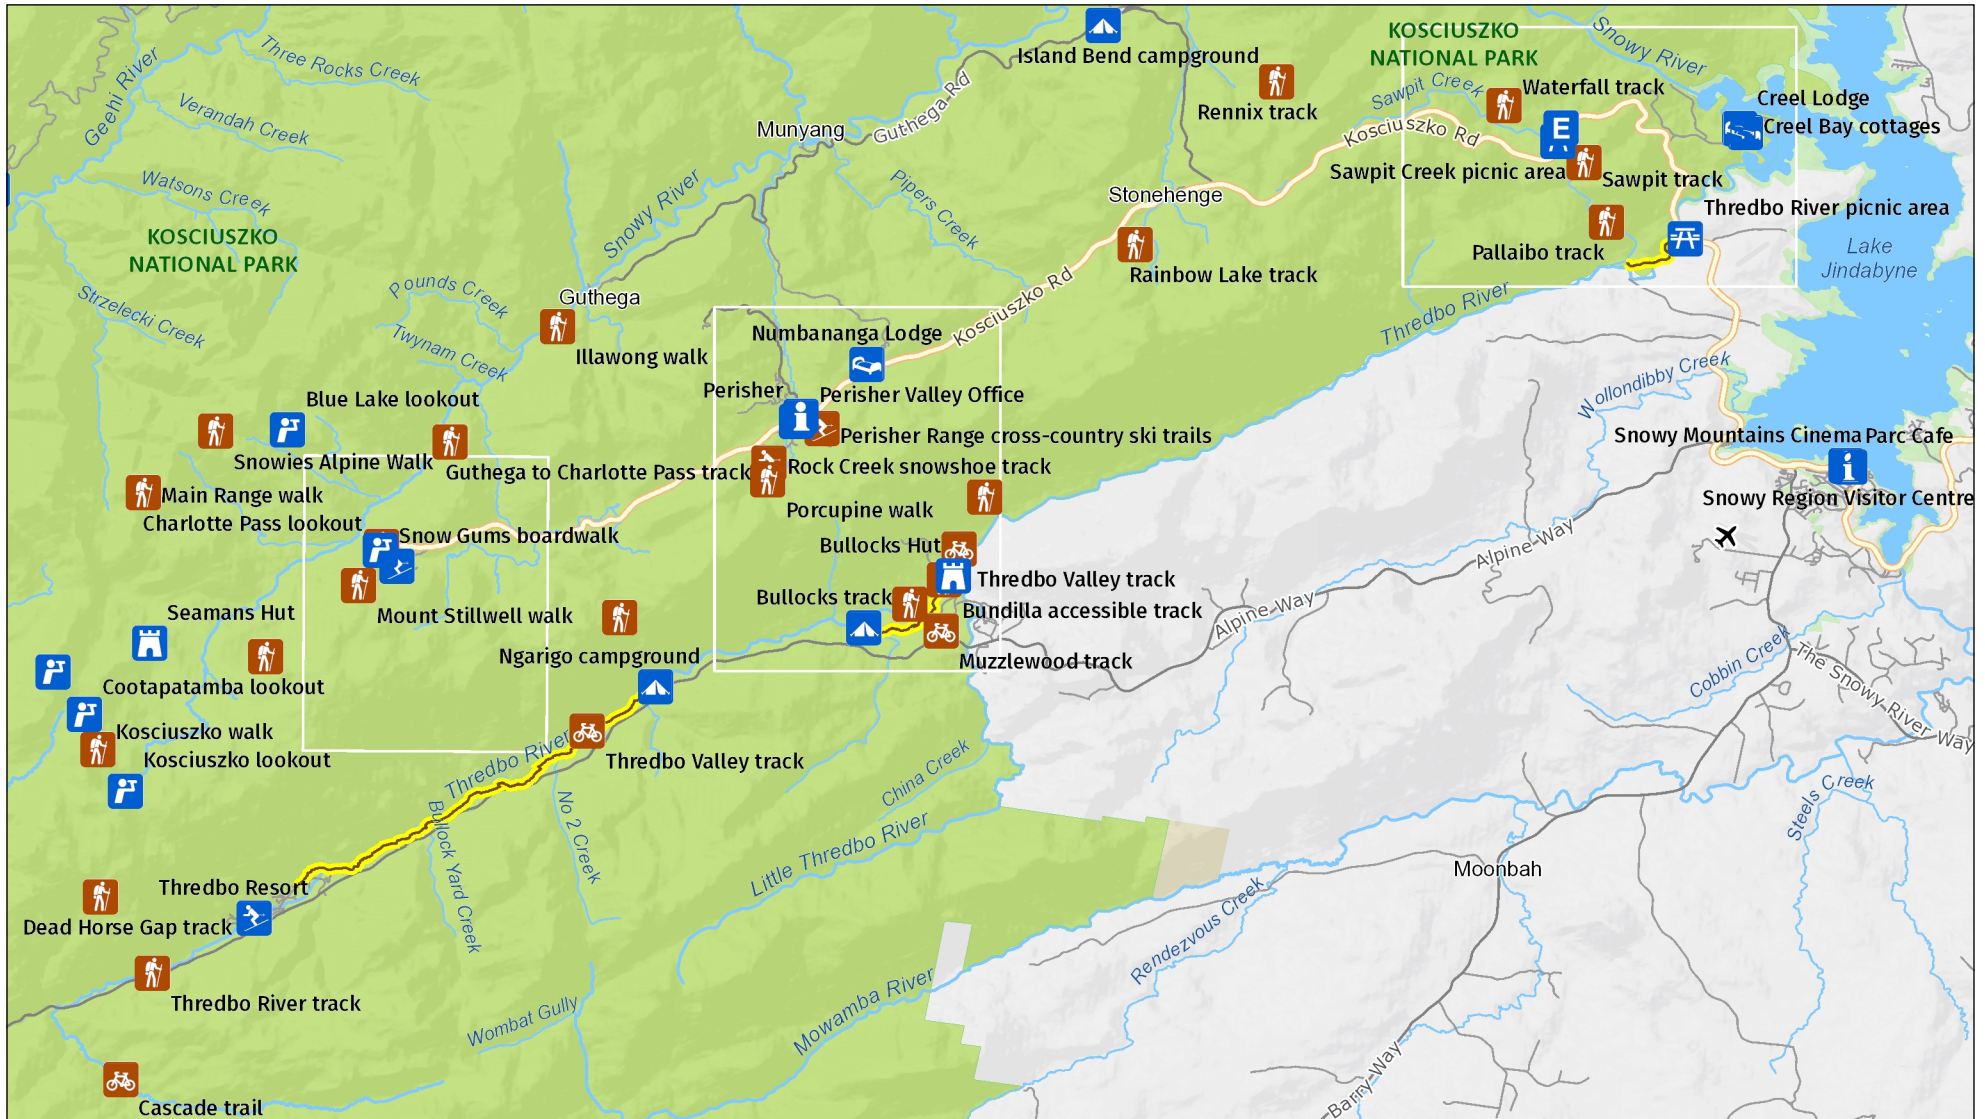 Island Bend campground
KOSCIUSZKO
NATIONAL PARK
Snowy River
Three Rocks Creek
Geehi River
Verandah Creek
Guthega Rd
Munyang
Rennix track
Sawpit Creek
Waterfall track
Creel Lodge
Creel Bay cottages
Kosciuszko Rd
E
Sawpit Creek picnic area
Sawpit track
Watsons Creek
Snowy River
Pipers Creek
Stonehenge
Thredbo River picnic area
KOSCIUSZKO
NATIONAL PARK
Pallaibo track
Lake
Jindabyne
Rainbow Lake track
Strzelecki Creek
Pounds Creek
Guthega
Kosciuszko Rd
Thredbo River
Twynam Creek
Illawong walk
Numbananga Lodge
Perisher
Perisher Valley Office
Wollondibby Creek
Blue Lake lookout
Perisher Range cross-country ski trails
Snowy Mountains Cinema
Parc Cafe
Snowies Alpine Walk
Guthega to Charlotte Pass track
Rock Creek snowshoe track
Main Range walk
Porcupine walk
Snowy Region Visitor Centre
Charlotte Pass lookout
Snow Gums boardwalk
Bullocks Hut
Alpine Way
Thredbo Valley track
Bullocks track
Bundilla accessible track
Alpine Way
Seamans Hut
Mount Stillwell walk
Ngarigo campground
Muzzlewood track
Cobbin Creek
The Snowy River Way
Cootapatamba lookout
Kosciuszko walk
Kosciuszko lookout
Thredbo River
Thredbo Valley track
China Creek
Steels Creek
Bullock Yard Creek
No 2 Creek
Little Thredbo River
Moonbah
Thredbo Resort
Dead Horse Gap track
Rendezvous Creek
Thredbo River track
Wombat Gully
Mowamba River
Barry Way
Cascade trail